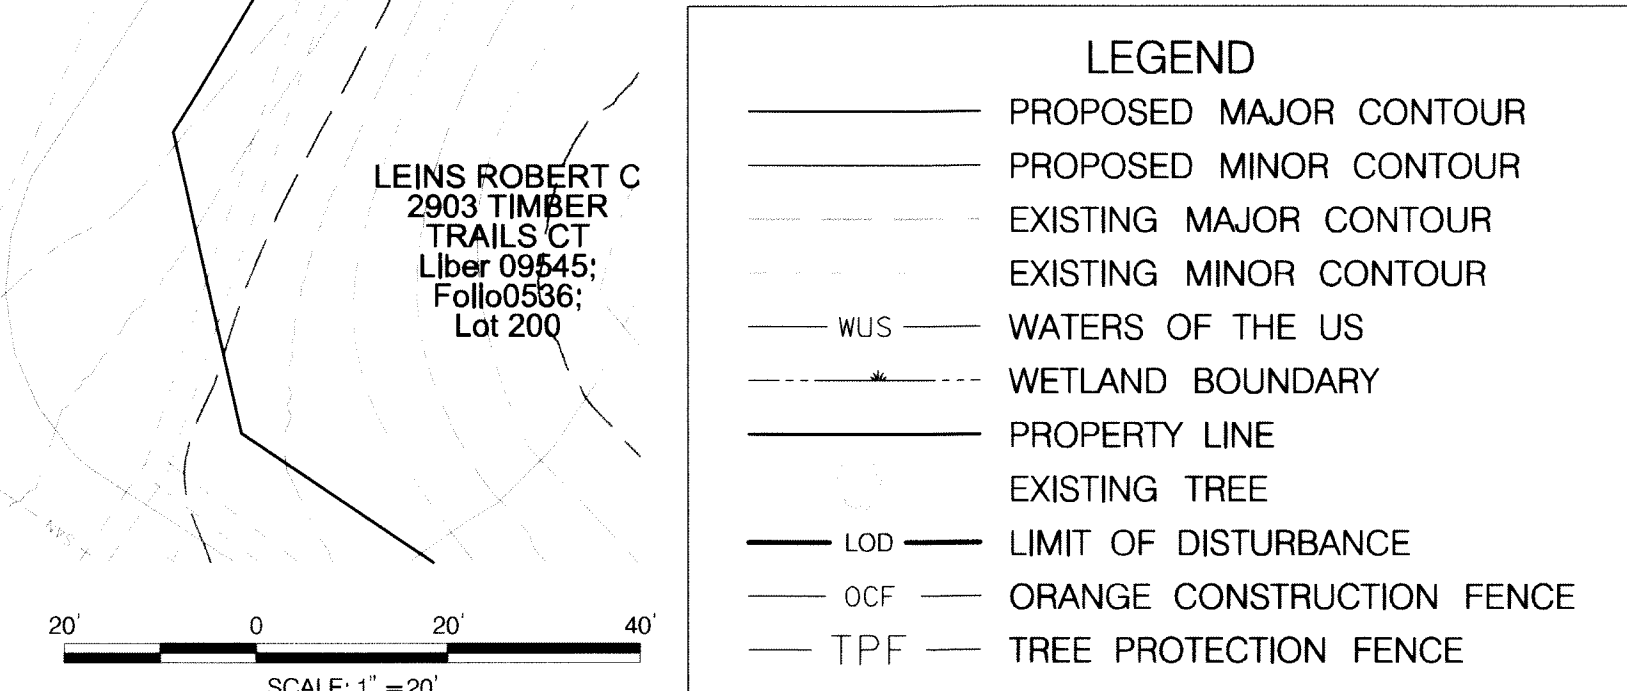 LEINS ROBERT C
2903 TIMBER
TRAILS CT
Liber 09545;
Folio0536;
Lot 200
SAN
20' 0 20' 40'
SCALE: 1" = 20'
LEGEND
PROPOSED MAJOR CONTOUR
PROPOSED MINOR CONTOUR
EXISTING MAJOR CONTOUR
EXISTING MINOR CONTOUR
WUS WATERS OF THE US
WETLAND BOUNDARY
PROPERTY LINE
EXISTING TREE
LOD LIMIT OF DISTURBANCE
OCF ORANGE CONSTRUCTION FENCE
TPF TREE PROTECTION FENCE